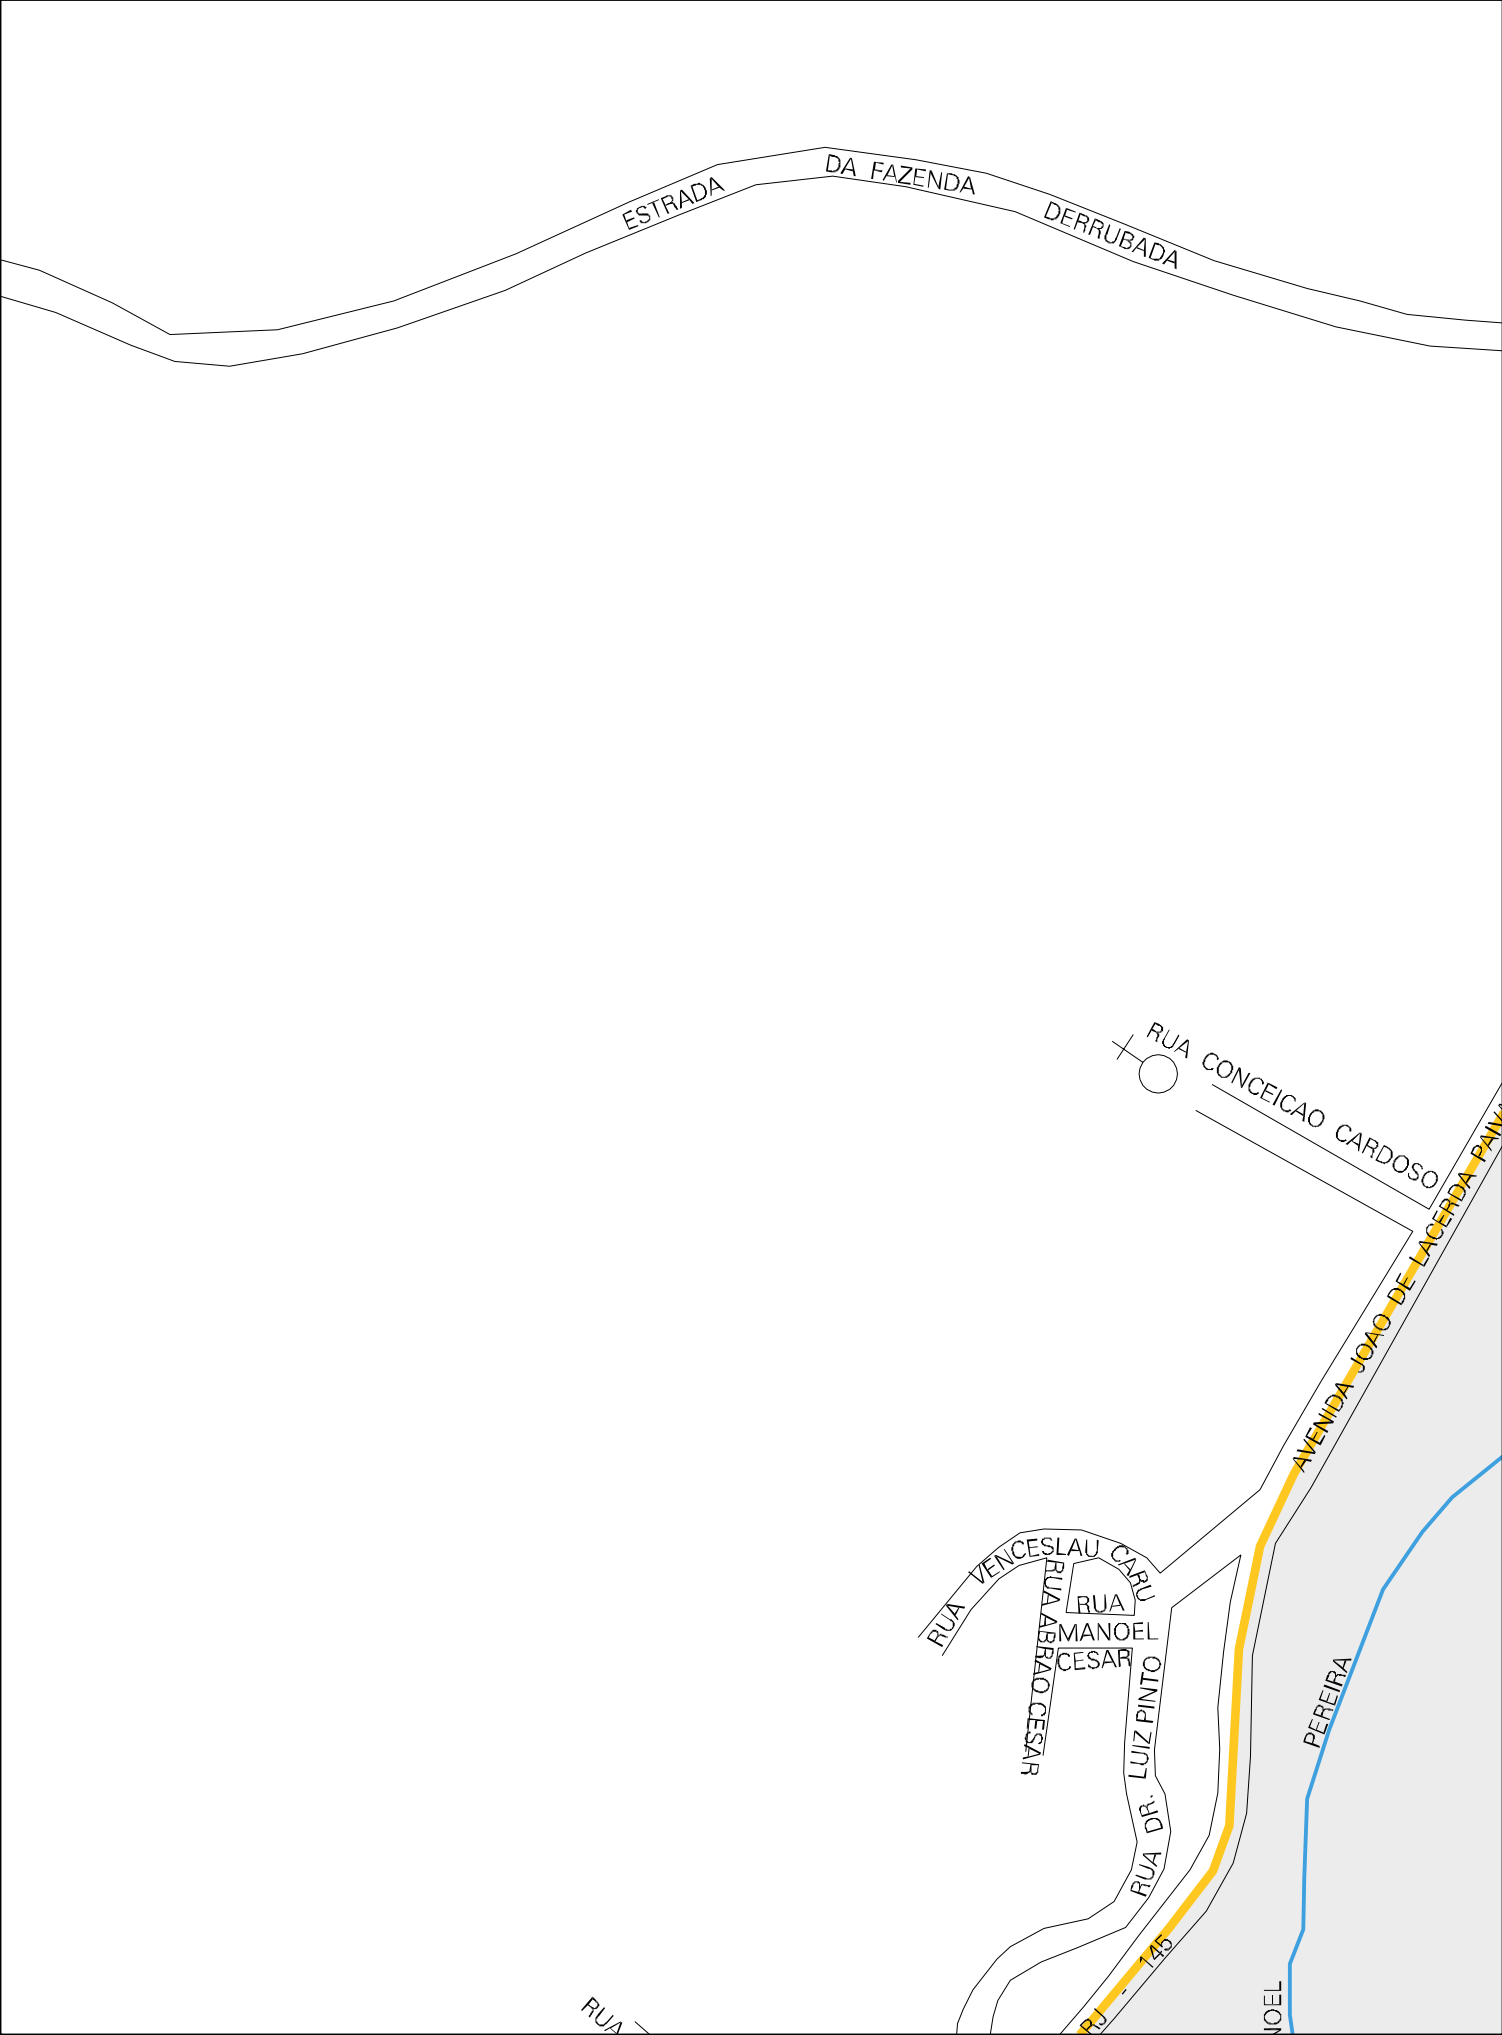 ESTRADA DA FAZENDA DERRUBADA
RUA CONCEICAO CARDOSO
AVENIDA JOAO DE LACERDA PAIVA
RUA VENCESLAU CARU
RUA ABRAO CESAR
RUA
MANOEL
CESAR
RUA DR. LUIZ PINTO
PEREIRA
RJ - 145
NOEL
RUA